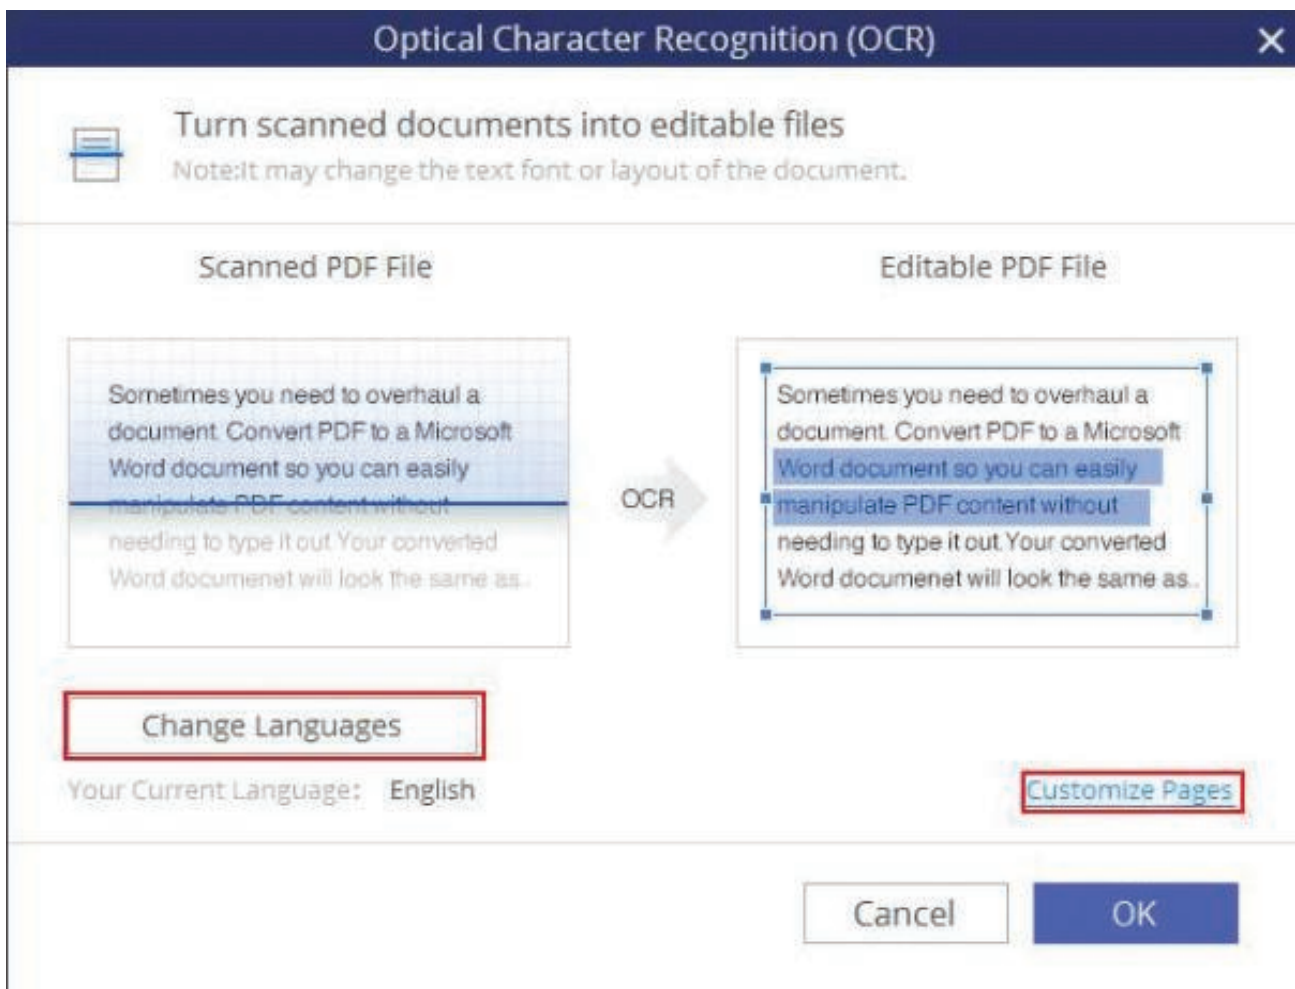 Optical Character Recognition (OCR)
Turn scanned documents into editable files
Note:It may change the text font or layout of the document.
Scanned PDF File
Editable PDF File
Sometimes you need to overhaul a
document. Convert PDF to a Microsoft
Word document so you can easily
manipulate PDF content without
needing to type it out. Your converted
Word documenet will look the same as..
OCR
Sometimes you need to overhaul a
document. Convert PDF to a Microsoft
Word document so you can easily
manipulate PDF content without
needing to type it out. Your converted
Word documenet will look the same as..
Change Languages
Your Current Language: English
Customize Pages
Cancel
OK